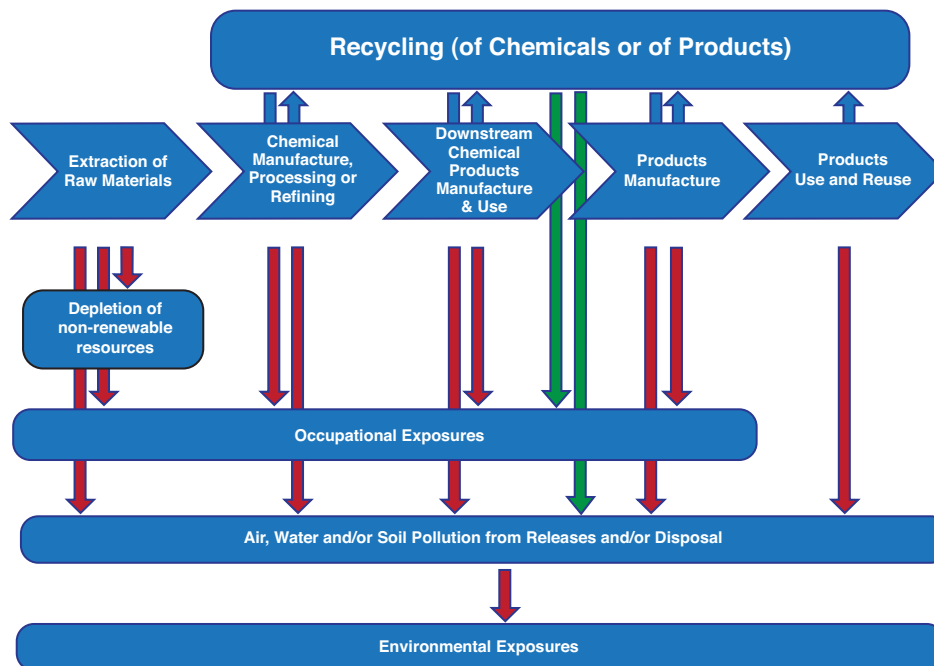 Recycling (of Chemicals or of Products)
Extraction of
Raw Materials
Chemical
Manufacture,
Processing or
Refining
Downstream
Chemical
Products
Manufacture
& Use
Products
Manufacture
Products
Use and Reuse
Depletion of
non-renewable
resources
Occupational Exposures
Air, Water and/or Soil Pollution from Releases and/or Disposal
Environmental Exposures